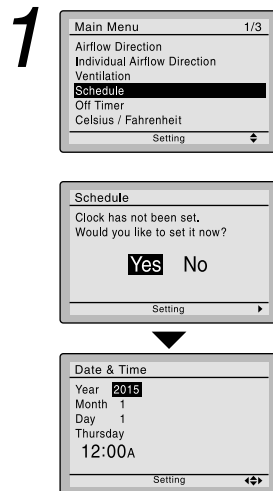 1
Main Menu 1/3
Airflow Direction
Individual Airflow Direction
Ventilation
Schedule
Off Timer
Celsius / Fahrenheit
Setting
Schedule
Clock has not been set.
Would you like to set it now?
Yes No
Setting
Date & Time
Year 2015
Month 1
Day 1
Thursday
12:00A
Setting